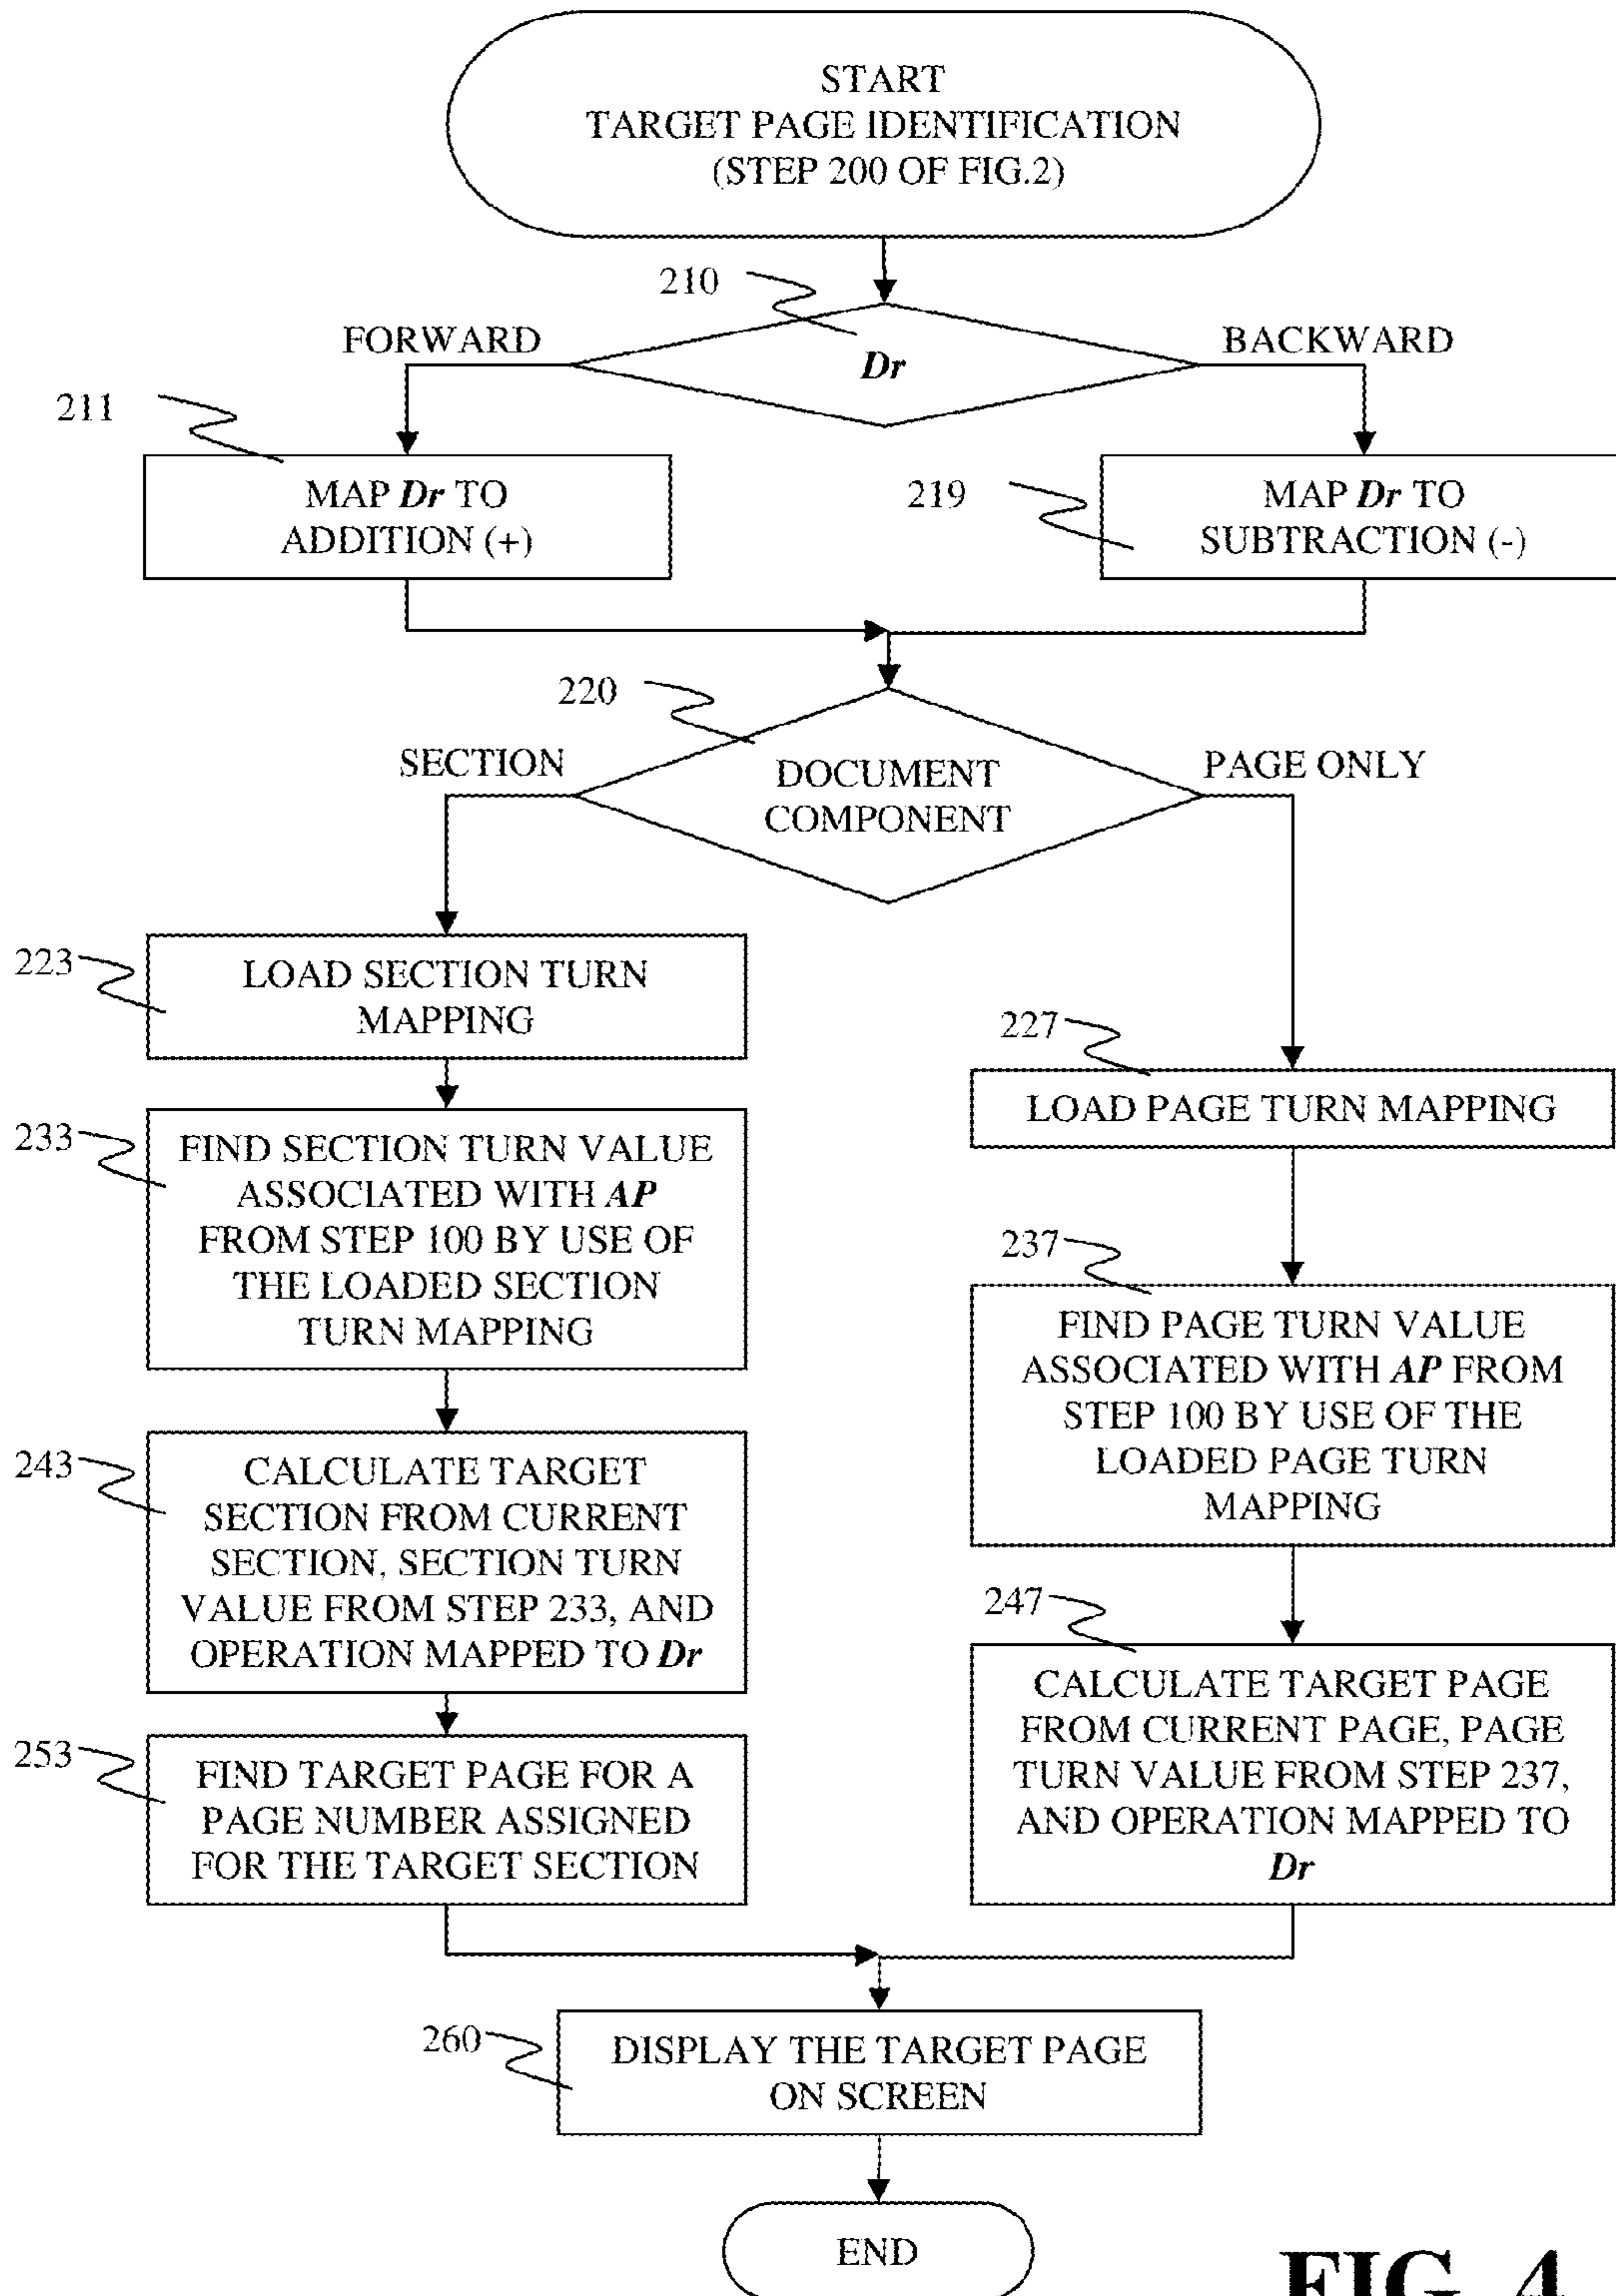 START
TARGET PAGE IDENTIFICATION
(STEP 200 OF FIG.2)
210
FORWARD
Dr
BACKWARD
211
MAP Dr TO
ADDITION (+)
219
MAP Dr TO
SUBTRACTION (-)
220
SECTION
DOCUMENT
COMPONENT
PAGE ONLY
223
LOAD SECTION TURN
MAPPING
227
LOAD PAGE TURN MAPPING
233
FIND SECTION TURN VALUE
ASSOCIATED WITH AP
FROM STEP 100 BY USE OF
THE LOADED SECTION
TURN MAPPING
237
FIND PAGE TURN VALUE
ASSOCIATED WITH AP FROM
STEP 100 BY USE OF THE
LOADED PAGE TURN
MAPPING
243
CALCULATE TARGET
SECTION FROM CURRENT
SECTION, SECTION TURN
VALUE FROM STEP 233, AND
OPERATION MAPPED TO Dr
247
CALCULATE TARGET PAGE
FROM CURRENT PAGE, PAGE
TURN VALUE FROM STEP 237,
AND OPERATION MAPPED TO
Dr
253
FIND TARGET PAGE FOR A
PAGE NUMBER ASSIGNED
FOR THE TARGET SECTION
260
DISPLAY THE TARGET PAGE
ON SCREEN
END
FIG. 4